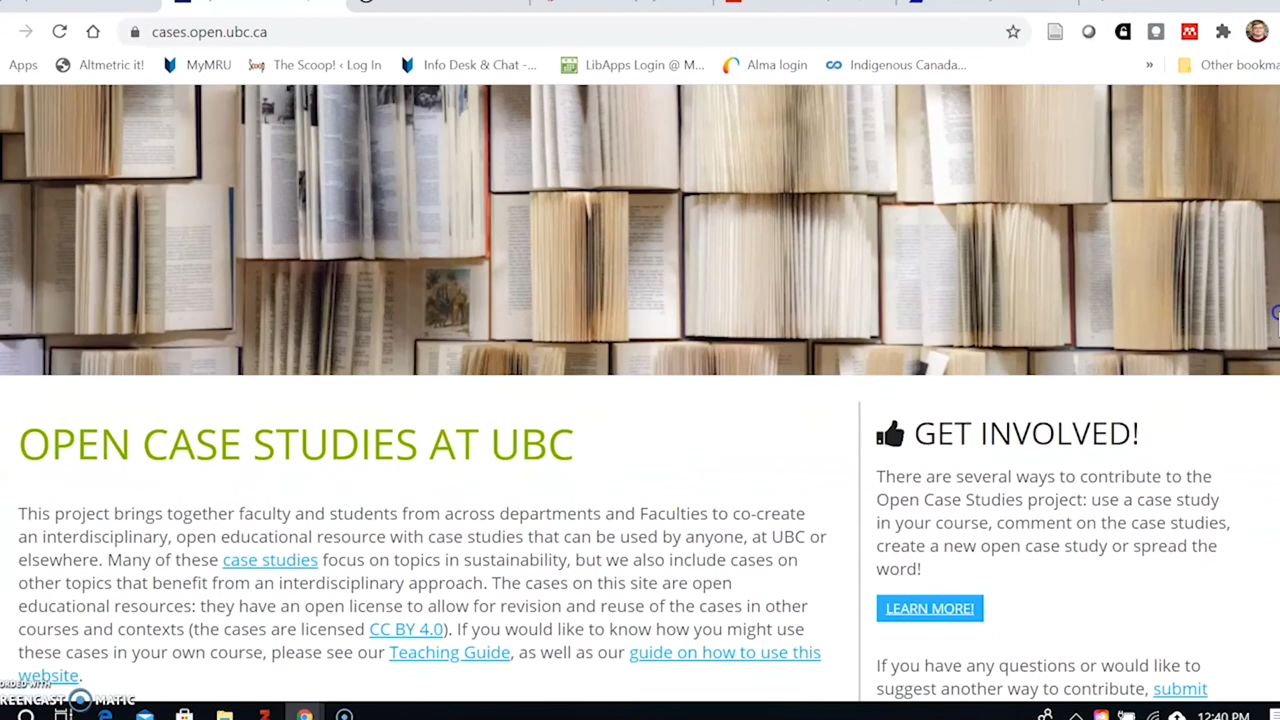 cases.open.ubc.ca
Apps Altmetric it! MyMRU The Scoop! ‹ Log In Info Desk & Chat -... LibApps Login @ M... Alma login Indigenous Canada... » Other bookma
OPEN CASE STUDIES AT UBC
This project brings together faculty and students from across departments and Faculties to co-create
an interdisciplinary, open educational resource with case studies that can be used by anyone, at UBC or
elsewhere. Many of these case studies focus on topics in sustainability, but we also include cases on
other topics that benefit from an interdisciplinary approach. The cases on this site are open
educational resources: they have an open license to allow for revision and reuse of the cases in other
courses and contexts (the cases are licensed CC BY 4.0). If you would like to know how you might use
these cases in your own course, please see our Teaching Guide, as well as our guide on how to use this
website.
GET INVOLVED!
There are several ways to contribute to the
Open Case Studies project: use a case study
in your course, comment on the case studies,
create a new open case study or spread the
word!
LEARN MORE!
If you have any questions or would like to
suggest another way to contribute, submit
ORDED WITH
REENCAST MATIC
12:40 PM